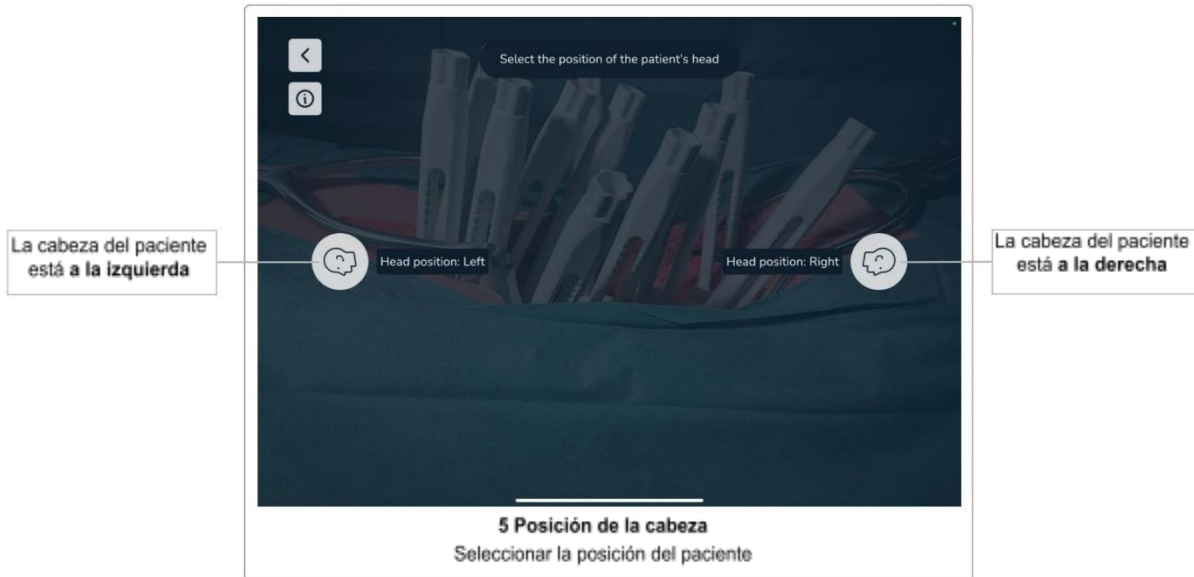 Select the position of the patient's head
La cabeza del paciente
está a la izquierda
Head position: Left
Head position: Right
La cabeza del paciente
está a la derecha
5 Posición de la cabeza
Seleccionar la posición del paciente